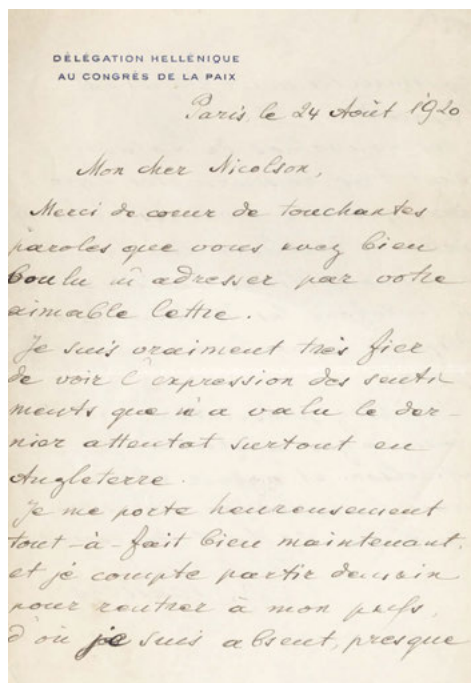 DÉLÉGATION HELLÉNIQUE
AU CONGRÈS DE LA PAIX
Paris, le 24 Août 1920
Mon cher Nicolson,
Merci de coeur de touchantes
paroles que vous avez bien
voulu m'adresser par votre
aimable lettre.
Je suis vraiment très fier
de voir l'expression des senti
ments que m'a valu le der-
nier attentat surtout en
Angleterre.
Je me porte heureusement
tout-à-fait bien maintenant.
et je compte partir demain
pour rentrer à mon pays,
d'où je suis absent, presque